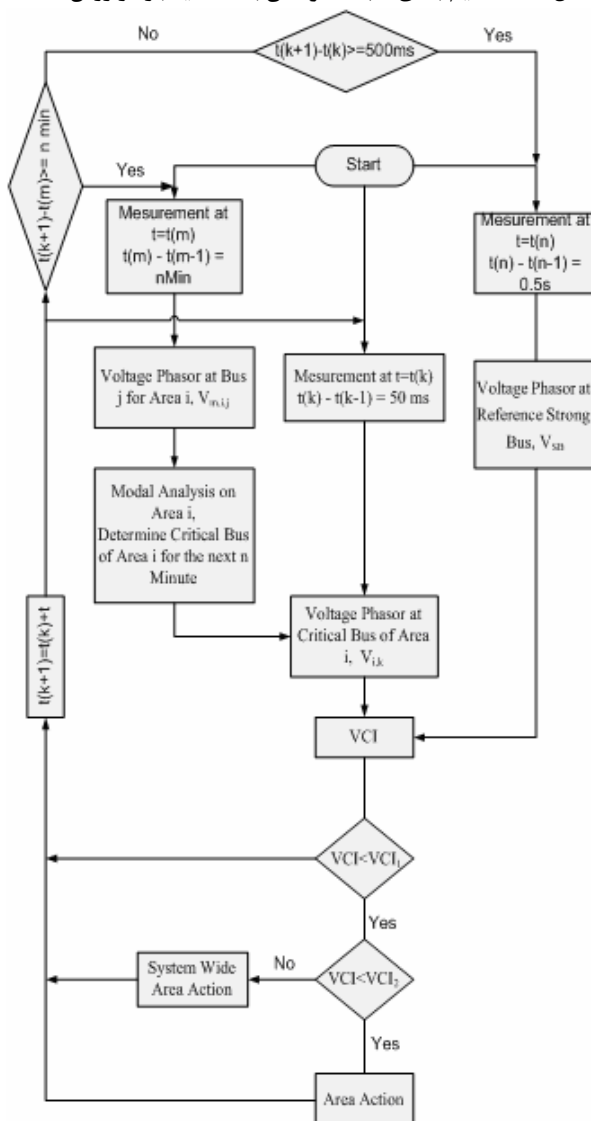 No
t(k+1)-t(k)>=500ms
Yes
t(k+1)-t(m)>= n min
Yes
Start
Mesurement at
t=t(m)
t(m) - t(m-1) =
nMin
Mesurement at
t=t(n)
t(n) - t(n-1) =
0.5s
Voltage Phasor at Bus
j for Area i, Vm,i,j
Mesurement at t=t(k)
t(k) - t(k-1) = 50 ms
Voltage Phasor at
Reference Strong
Bus, Vsn
Modal Analysis on
Area i,
Determine Critical Bus
of Area i for the next n
Minute
Voltage Phasor at
Critical Bus of Area
i, Vi,k
t(k+1)=t(k)+t
VCI
VCI<VCI1
Yes
System Wide
Area Action
No
VCI<VCI2
Yes
Area Action